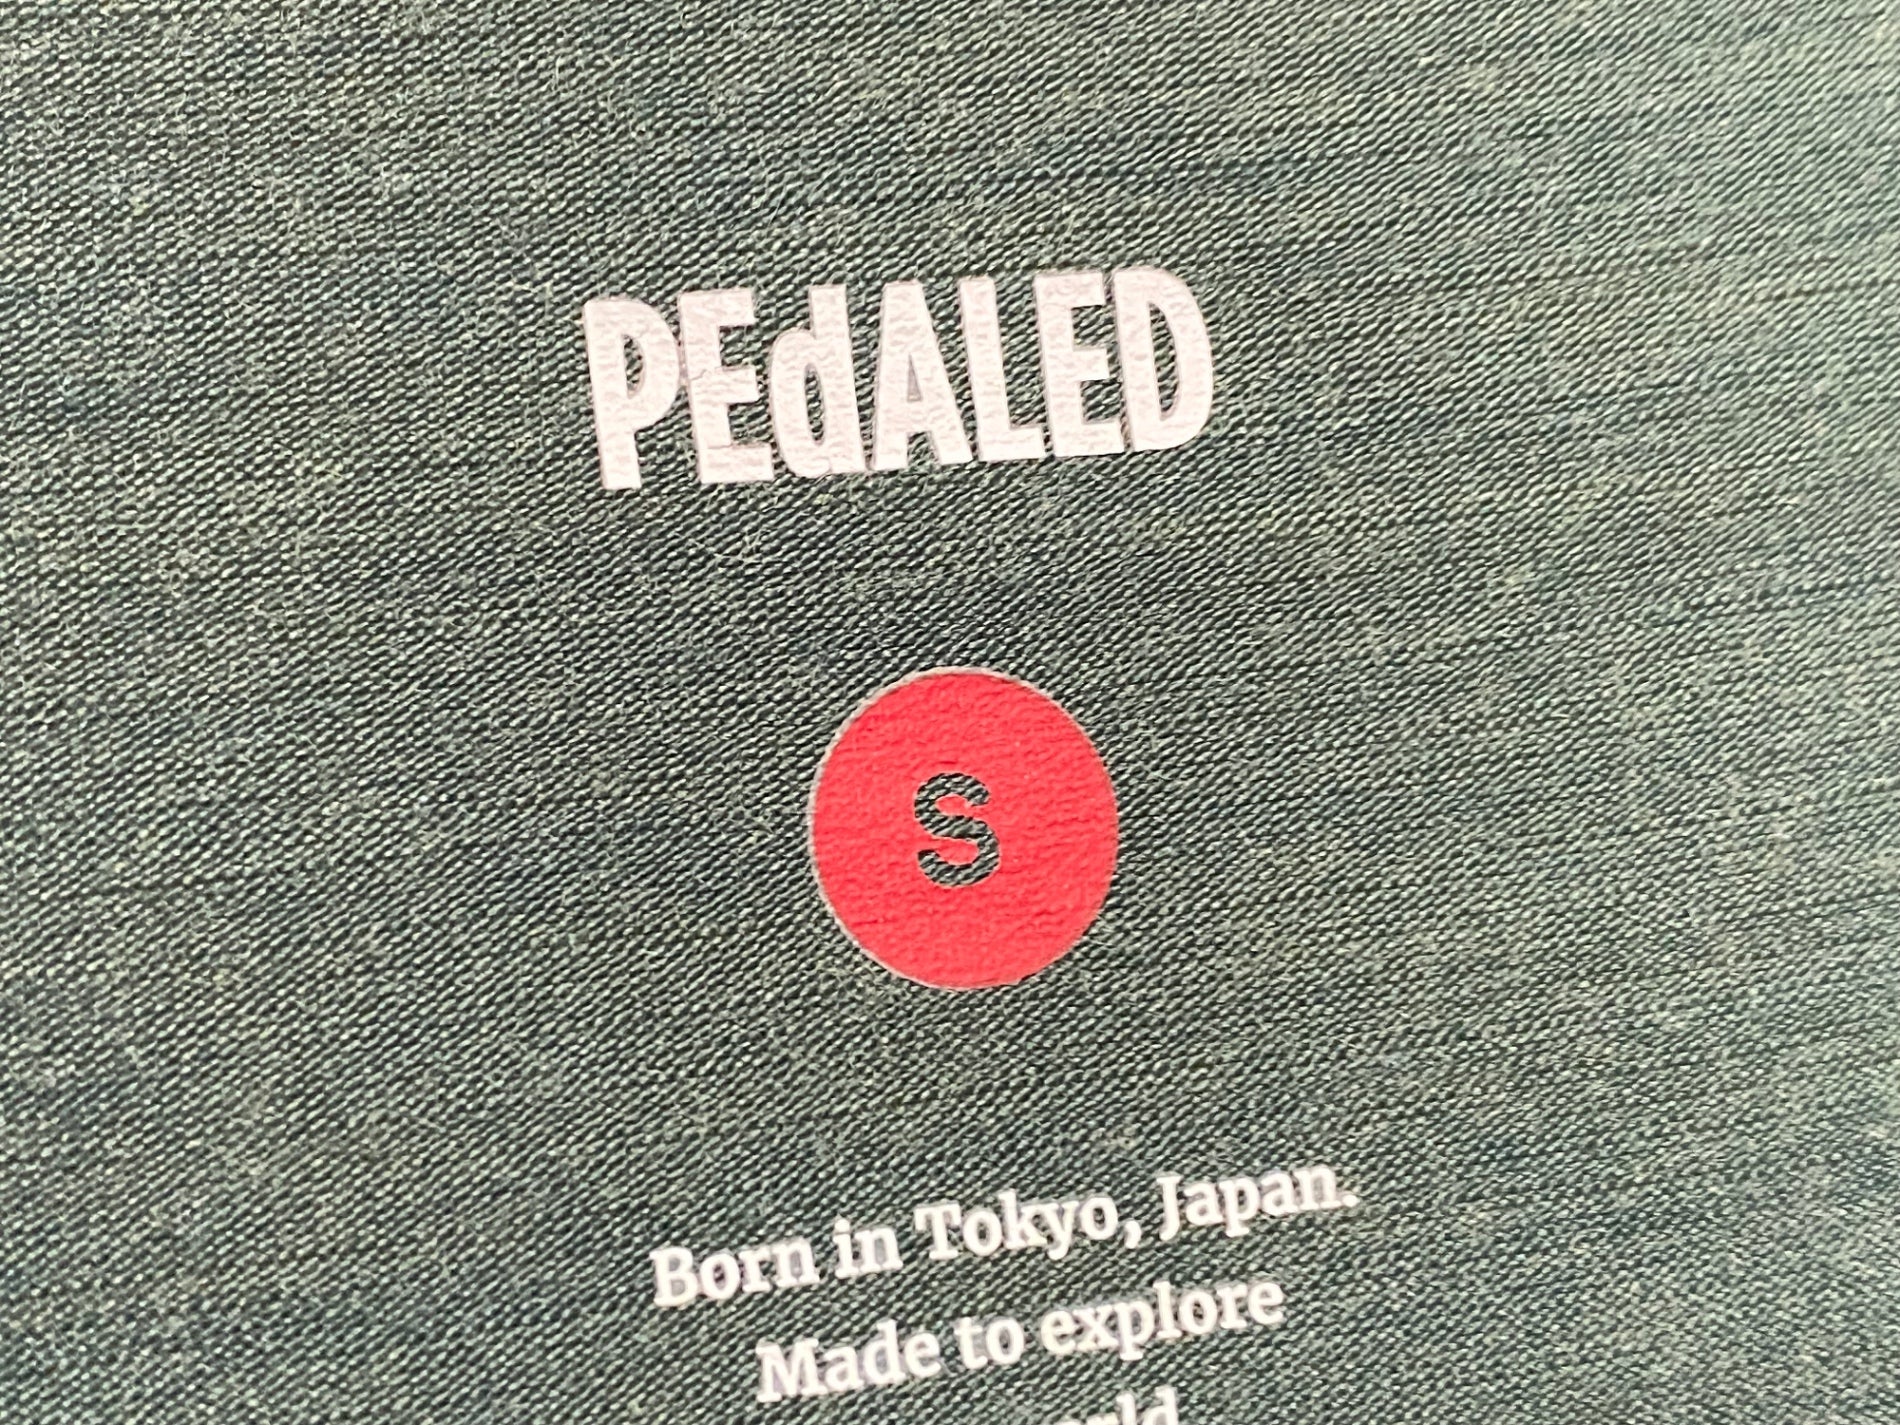 PEdALED
S
Born in Tokyo, Japan.
Made to explore